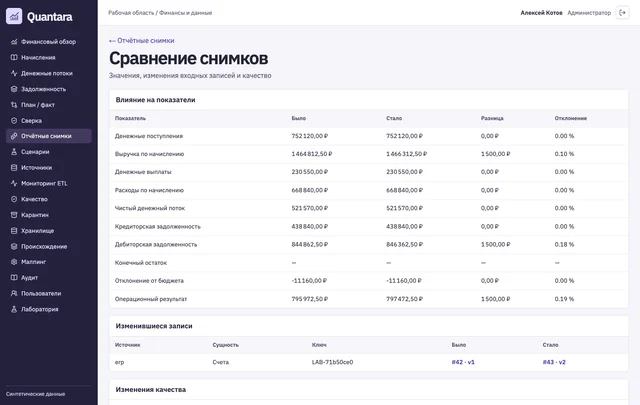 Quantara
Рабочая область / Финансы и данные
Алексей Котов Администратор
Финансовый обзор
Начисления
Денежные потоки
Задолженность
План / факт
Сверка
Отчётные снимки
Сценарии
Источники
Мониторинг ETL
Качество
Карантин
Хранилище
Происхождение
Маппинг
Аудит
Пользователи
Лаборатория
Синтетические данные
← Отчётные снимки
Сравнение снимков
Значения, изменения входных записей и качество
Влияние на показатели
Показатель Было Стало Разница Отклонение
Денежные поступления 752 120,00 ₽ 752 120,00 ₽ 0,00 ₽ 0.00 %
Выручка по начислению 1 464 812,50 ₽ 1 466 312,50 ₽ 1 500,00 ₽ 0.10 %
Денежные выплаты 230 550,00 ₽ 230 550,00 ₽ 0,00 ₽ 0.00 %
Расходы по начислению 668 840,00 ₽ 668 840,00 ₽ 0,00 ₽ 0.00 %
Чистый денежный поток 521 570,00 ₽ 521 570,00 ₽ 0,00 ₽ 0.00 %
Кредиторская задолженность 438 840,00 ₽ 438 840,00 ₽ 0,00 ₽ 0.00 %
Дебиторская задолженность 844 862,50 ₽ 846 362,50 ₽ 1 500,00 ₽ 0.18 %
Конечный остаток — — — —
Отклонение от бюджета -11 160,00 ₽ -11 160,00 ₽ 0,00 ₽ 0.00 %
Операционный результат 795 972,50 ₽ 797 472,50 ₽ 1 500,00 ₽ 0.19 %
Изменившиеся записи
Источник Сущность Ключ Было Стало
erp Счета LAB-71b50ce0 #42 · v1 #43 · v2
Изменения качества